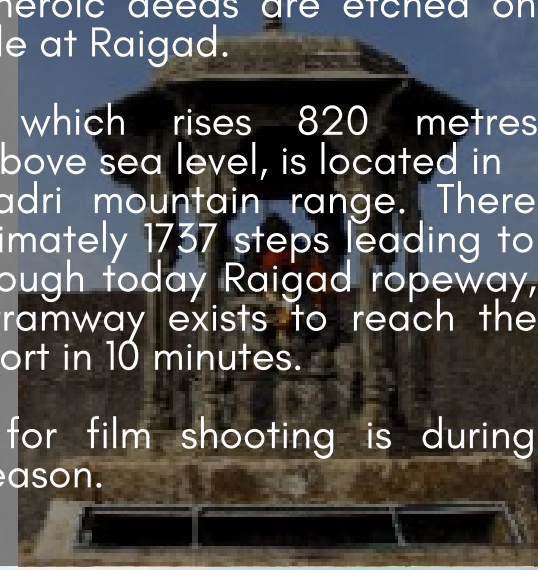 heroic deeds are etched on
le at Raigad.
which rises 820 metres
bove sea level, is located in
adri mountain range. There
imately 1737 steps leading to
ough today Raigad ropeway,
tramway exists to reach the
ort in 10 minutes.
for film shooting is during
eason.